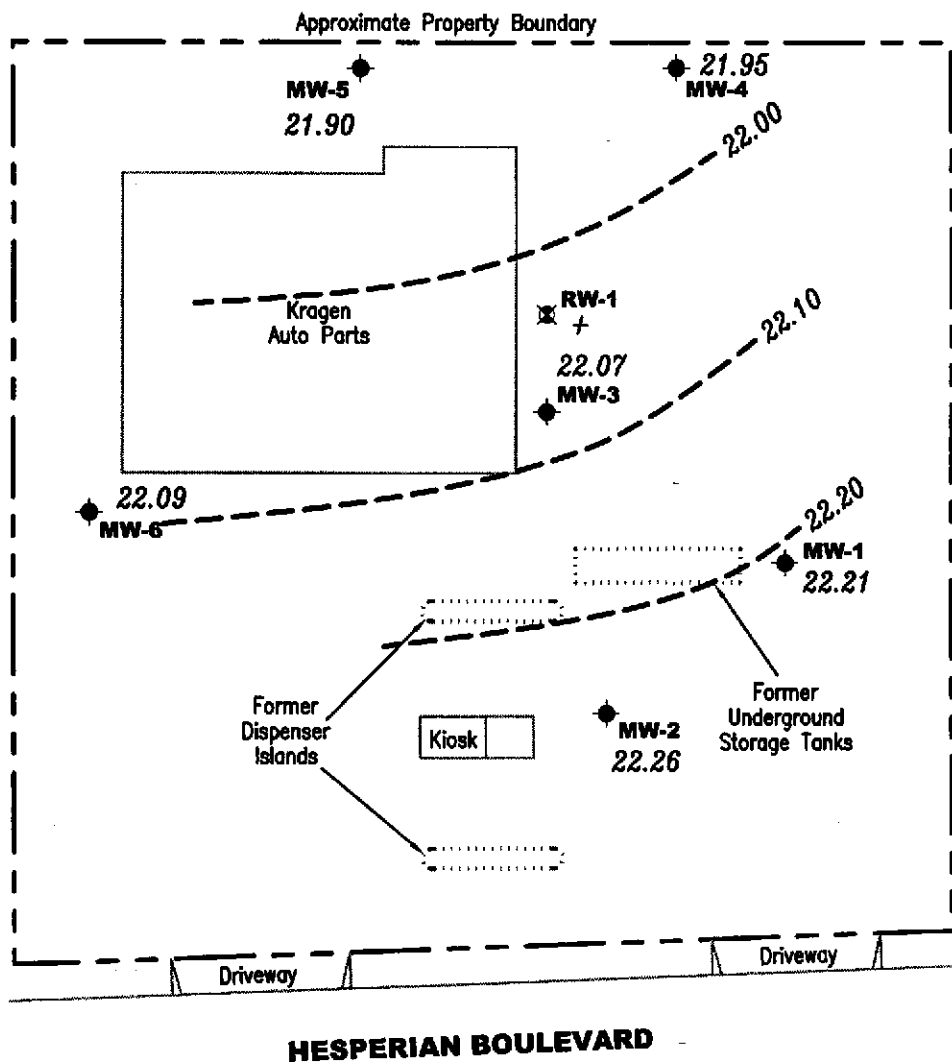 Approximate Property Boundary
MW-5
21.90
21.95
MW-4
22.00
Kragen
Auto Parts
RW-1
+
22.07
MW-3
22.10
22.09
MW-6
22.20
MW-1
22.21
Former
Dispenser
Islands
Kiosk
MW-2
22.26
Former
Underground
Storage Tanks
Driveway
Driveway
HESPERIAN BOULEVARD